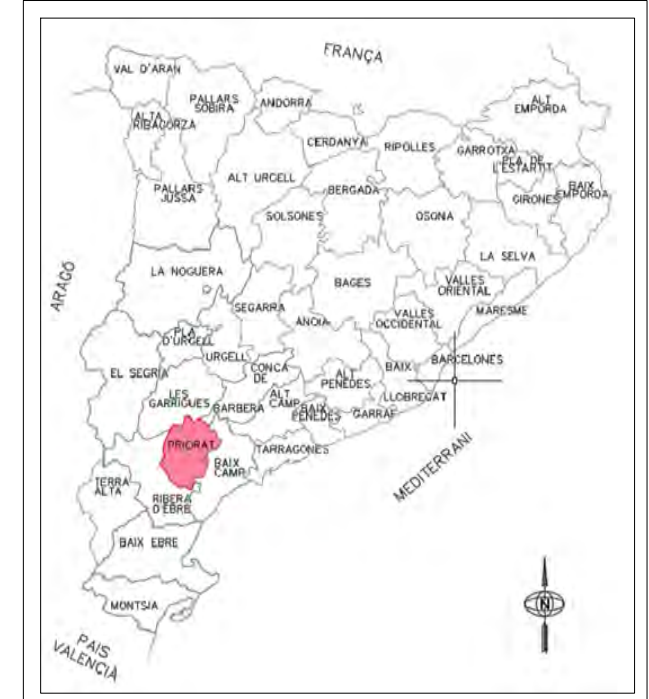 FRANÇA
VAL D'ARAN
PALLARS
SOBIRA
ANDORRA
ALT
EMPORDA
ALTA
RIBAGORZA
CERDANYA
RIPOLLES
GARROTXA
PLA DE
L'ESTARTIT
ALT URGELL
BERGADA
PALLARS
JUSSA
GIRONES
BAIX
EMPORDA
SOLSONES
OSONA
LA SELVA
ARAGÓ
LA NOGUERA
BAGES
VALLES
ORIENTAL
SEGARRA
MARESME
ANOIA
VALLES
OCCIDENTAL
PLA
D'URGELL
URGELL
BARCELONES
EL SEGRIA
CONCA
DE
BARBERA
ALT
PENEDES
BAIX
LLOBREGAT
LES
GARRIGUES
ALT
CAMP
BAIX
PENEDES
GARRAF
PRIORAT
TARRAGONES
BAIX
CAMP
MEDITERRANI
TERRA
ALTA
RIBERA
D'EBRE
BAIX EBRE
MONTSIA
N
PAIS
VALENCIÀ